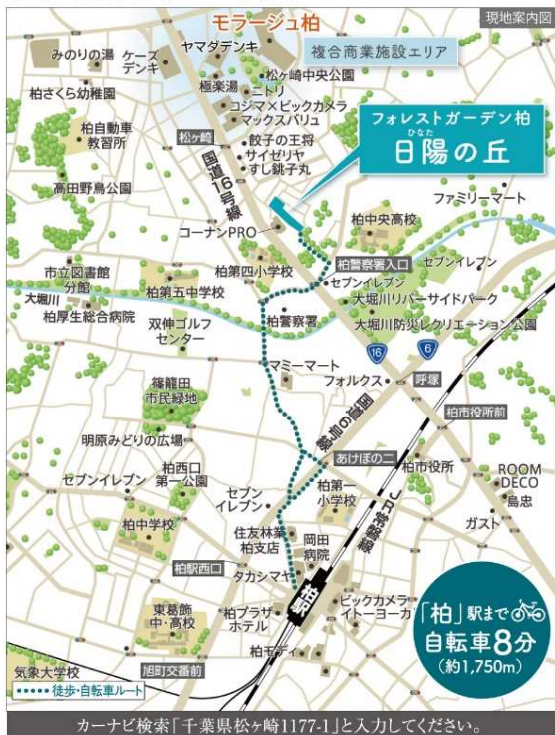 現地案内図
モラージュ柏
みのりの湯
ケーズ
デンキ
ヤマダデンキ
複合商業施設エリア
柏さくら幼稚園
極楽湯
松ヶ崎中央公園
ニトリ
コジマ×ビックカメラ
マックスバリュ
柏自動車
教習所
松ヶ崎
国道16号線
餃子の王将
サイゼリヤ
すし銚子丸
フォレストガーデン柏
ひなた
日陽の丘
高田野鳥公園
コーナンPRO
柏中央高校
ファミリーマート
市立図書館
分館
柏第四小学校
柏警察署入口
セブンイレブン
セブンイレブン
大堀川
柏第五中学校
大堀川リバーサイドパーク
柏厚生総合病院
双伸ゴルフ
センター
柏警察署
大堀川防災レクリエーション公園
マミーマート
16
6
呼塚
フォルクス
篠籠田
市民緑地
国道6号線
柏市役所前
明原みどりの広場
あけぼの二
セブンイレブン
柏西口
第一公園
柏市役所
ROOM
DECO
島忠
セブン
イレブン
柏第一
小学校
JR常磐線
ガスト
柏中学校
住友林業
柏支店
岡田
病院
柏駅西口
タカシマヤ
柏駅
東葛飾
中・高校
柏プラザ
ホテル
ビックカメラ
イトーヨーカ
「柏」駅まで
自転車8分
(約1,750m)
気象大学校
旭町交番前
柏モディ
徒歩・自転車ルート
カーナビ検索「千葉県松ヶ崎1177-1」と入力してください。